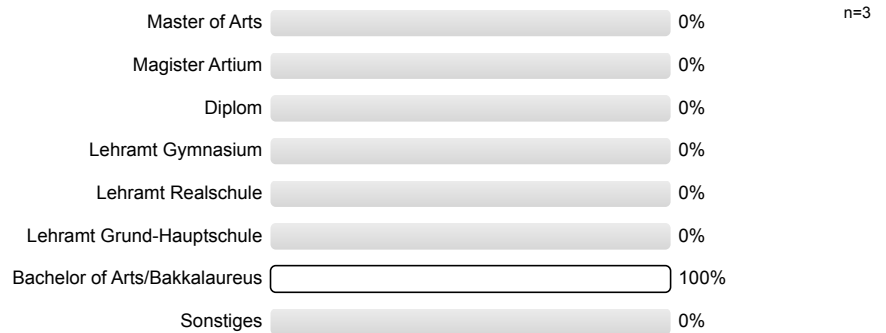 Master of Arts 0% n=3
Magister Artium 0%
Diplom 0%
Lehramt Gymnasium 0%
Lehramt Realschule 0%
Lehramt Grund-Hauptschule 0%
Bachelor of Arts/Bakkalaureus 100%
Sonstiges 0%